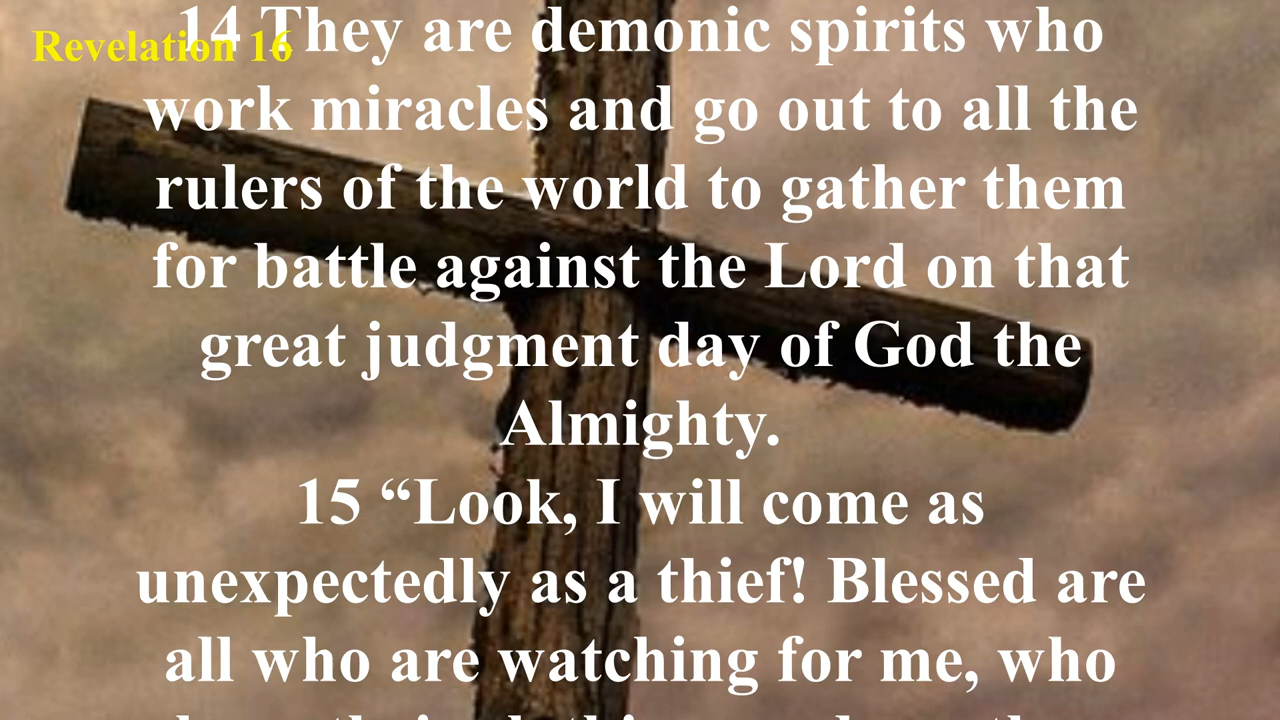 Revelation 16
14 They are demonic spirits who
work miracles and go out to all the
rulers of the world to gather them
for battle against the Lord on that
great judgment day of God the
Almighty.
15 “Look, I will come as
unexpectedly as a thief! Blessed are
all who are watching for me, who